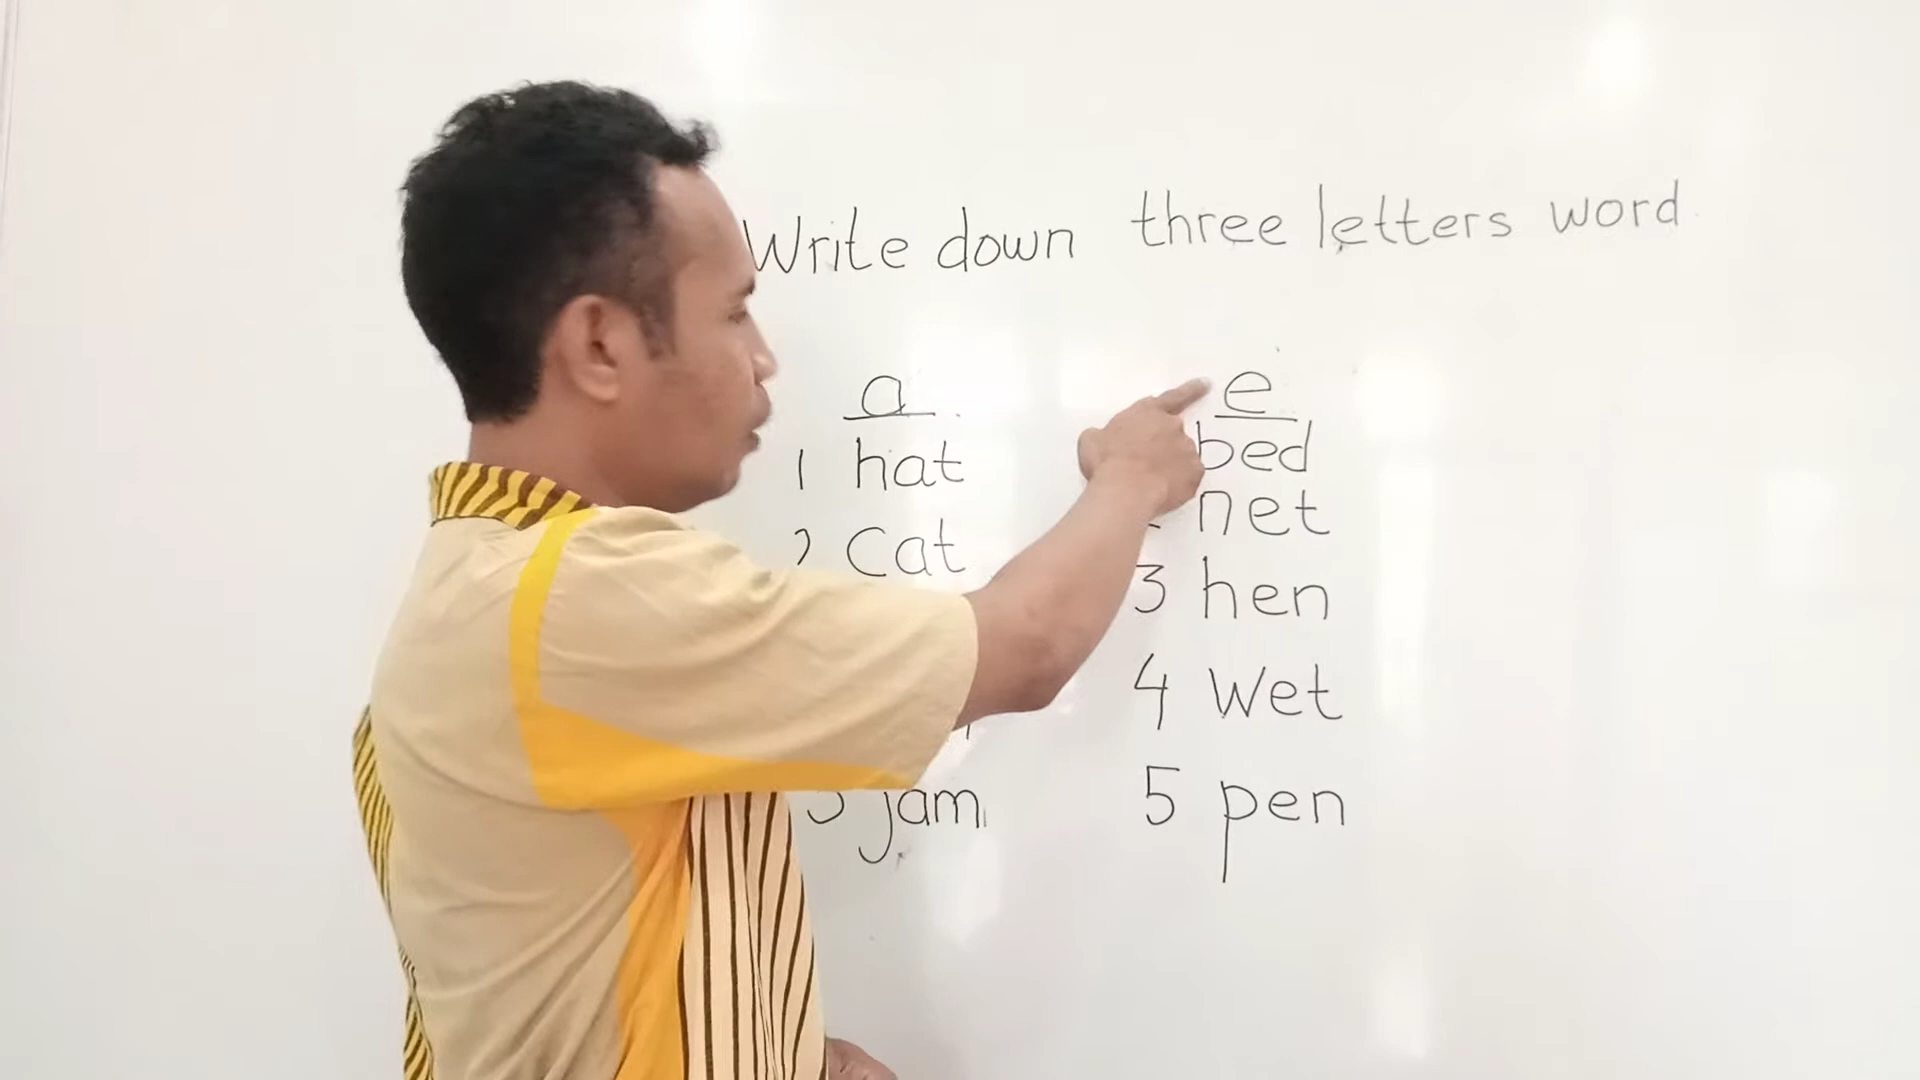 Write down three letters word
a
1 hat
2 Cat
jam
e
bed
net
3 hen
4 Wet
5 pen